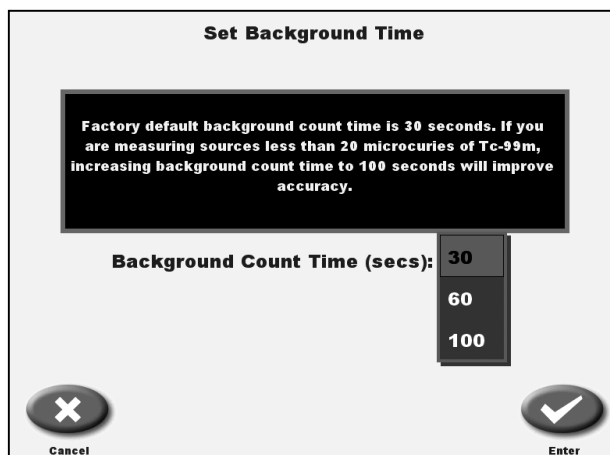 Set Background Time
Factory default background count time is 30 seconds. If you
are measuring sources less than 20 microcuries of Tc-99m,
increasing background count time to 100 seconds will improve
accuracy.
Background Count Time (secs): 30
60
100
Cancel
Enter